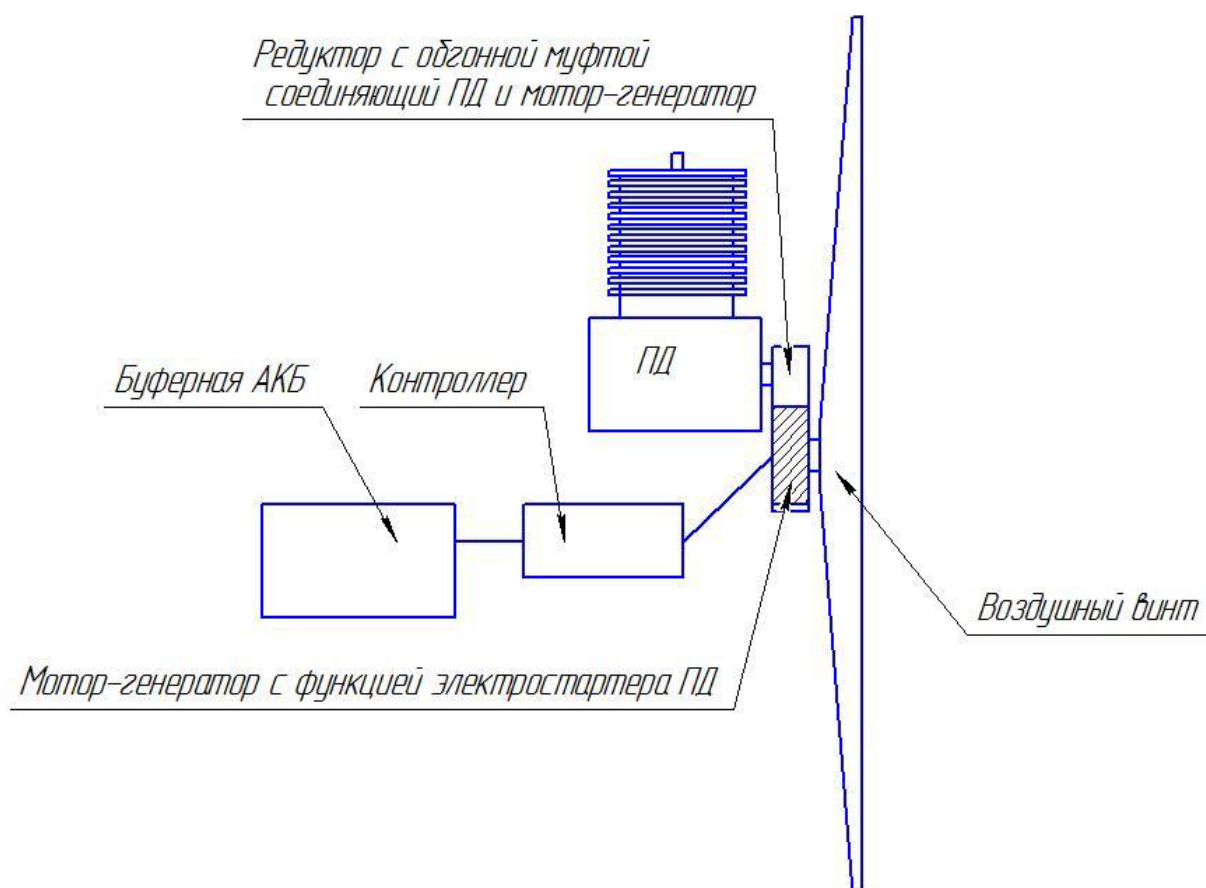 Редуктор с обгонной муфтой
соединяющий ПД и мотор-генератор
ПД
Буферная АКБ
Контроллер
Воздушный винт
Мотор-генератор с функцией электростартера ПД